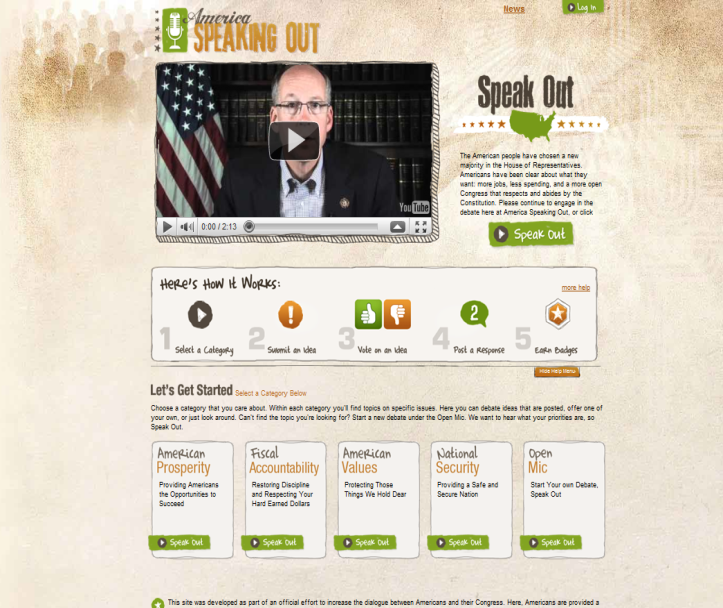 News
Log In
America
SPEAKING OUT
Speak Out
The American people have chosen a new
majority in the House of Representatives.
Americans have been clear about what they
want: more jobs, less spending, and a more open
Congress that respects and abides by the
Constitution. Please continue to engage in the
debate here at America Speaking Out, or click
Speak Out
YouTube
0:00 / 2:13
Here's How It Works:
more help
1 Select a Category
2 Summit an Idea
3 Vote on an Idea
4 Post a Response
5 Earn Badges
2
Hide Help Menu
Let's Get Started Select a Category Below
Choose a category that you care about. Within each category you'll find topics on specific issues. Here you can debate ideas that are posted, offer one of
your own, or just look around. Can't find the topic you're looking for? Start a new debate under the Open Mic. We want to hear what your priorities are, so
Speak Out.
American
Prosperity
Providing Americans
the Opportunities to
Succeed
Speak Out
Fiscal
Accountability
Restoring Discipline
and Respecting Your
Hard Earned Dollars
Speak Out
American
Values
Protecting Those
Things We Hold Dear
Speak Out
National
Security
Providing a Safe and
Secure Nation
Speak Out
Open
Mic
Start Your own Debate,
Speak Out
Speak Out
This site was developed as part of an official effort to increase the dialogue between Americans and their Congress. Here, Americans are provided a